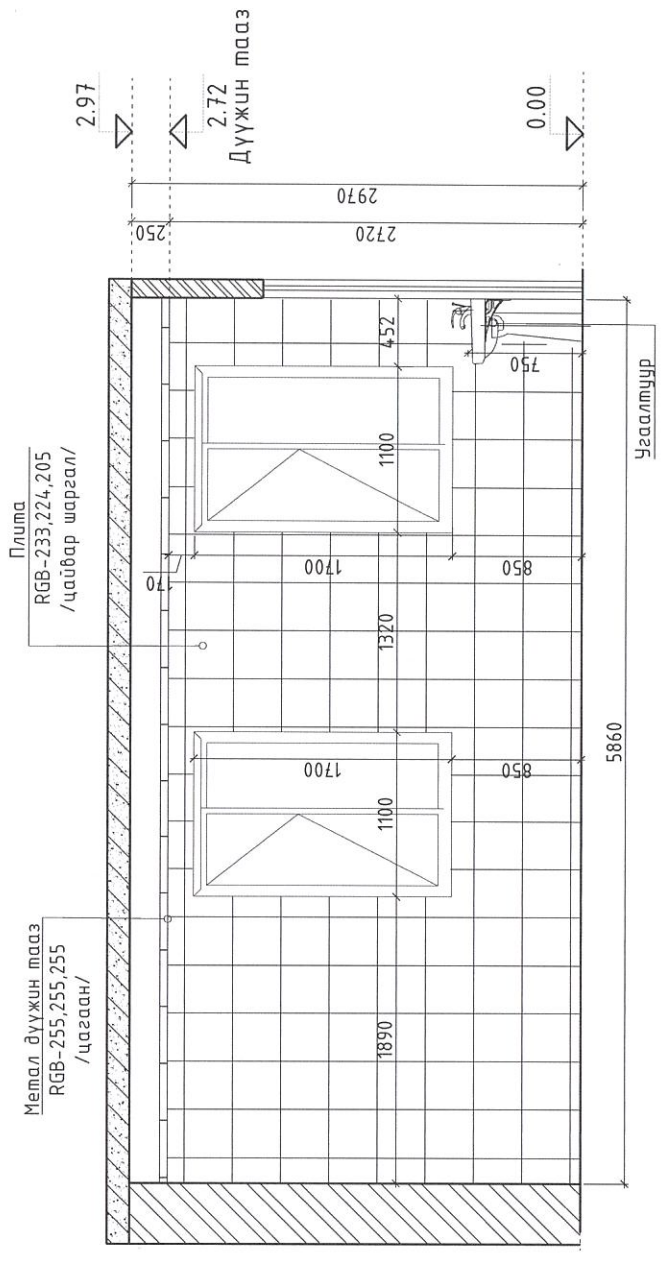 Метал дүүжин тааз
RGB-255,255,255
/цагаан/
Плита
RGB-233,224,205
/цайвар шаргал/
2.97
2.72
Дүүжин тааз
0.00
250
2970
2720
170
1700
1700
850
850
750
1890
1100
1320
1100
452
5860
Угаалтуур